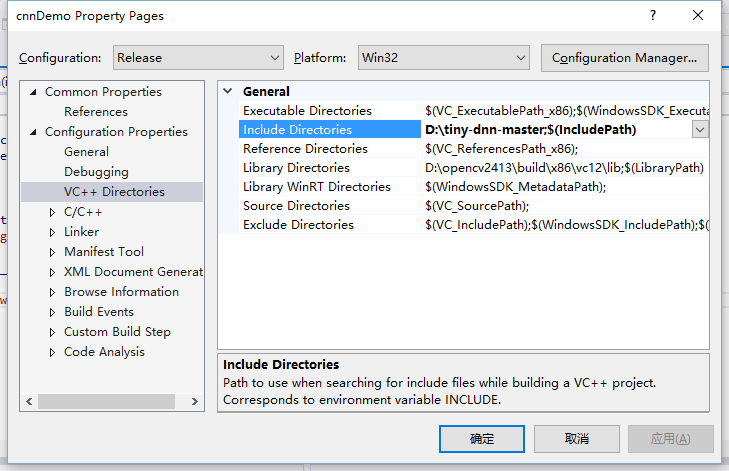 cnnDemo Property Pages
Configuration: Release Platform: Win32 Configuration Manager...
Common Properties
References
Configuration Properties
General
Debugging
VC++ Directories
C/C++
Linker
Manifest Tool
XML Document Generat
Browse Information
Build Events
Custom Build Step
Code Analysis
General
Executable Directories $(VC_ExecutablePath_x86);$(WindowsSDK_Executa
Include Directories D:\tiny-dnn-master;$(IncludePath)
Reference Directories $(VC_ReferencesPath_x86);
Library Directories D:\opencv2413\build\x86\vc12\lib;$(LibraryPath)
Library WinRT Directories $(WindowsSDK_MetadataPath);
Source Directories $(VC_SourcePath);
Exclude Directories $(VC_IncludePath);$(WindowsSDK_IncludePath);$(
Include Directories
Path to use when searching for include files while building a VC++ project.
Corresponds to environment variable INCLUDE.
确定 取消 应用(A)